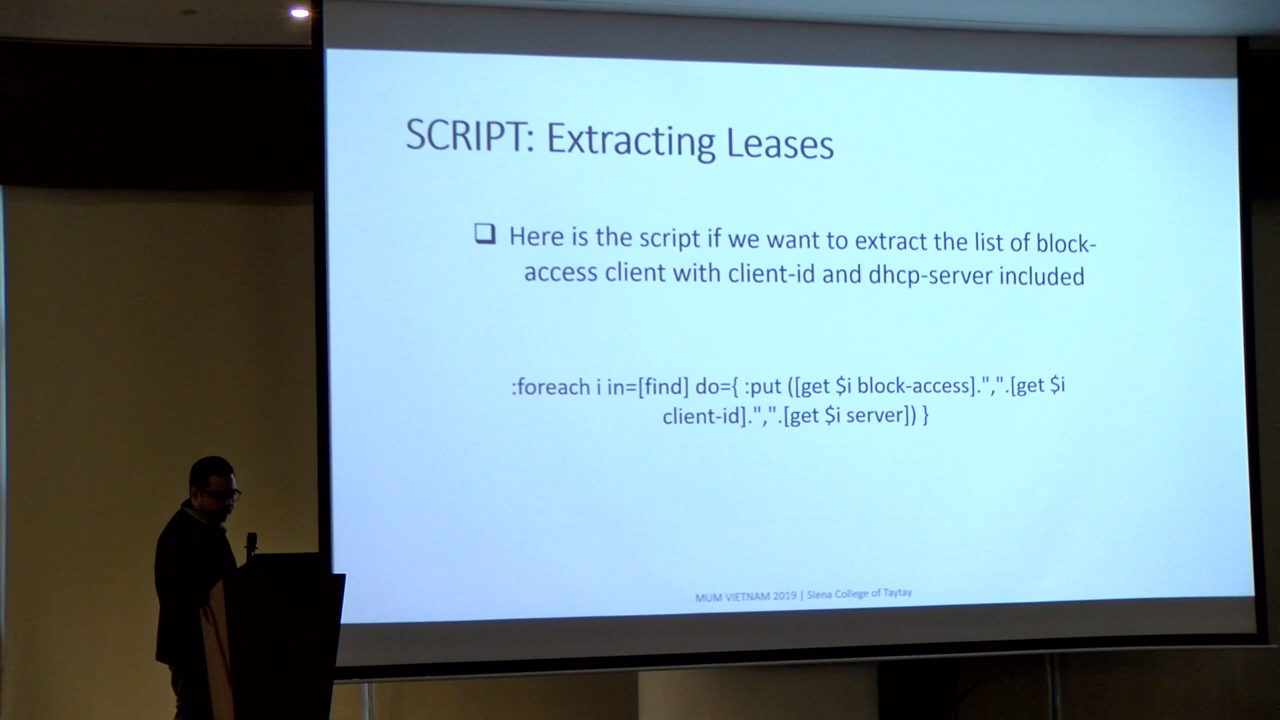 SCRIPT: Extracting Leases
❑ Here is the script if we want to extract the list of block-
access client with client-id and dhcp-server included
:foreach i in=[find] do={ :put ([get $i block-access].",".[get $i
client-id].",".[get $i server]) }
MUM VIETNAM 2019 | Siena College of Taytay